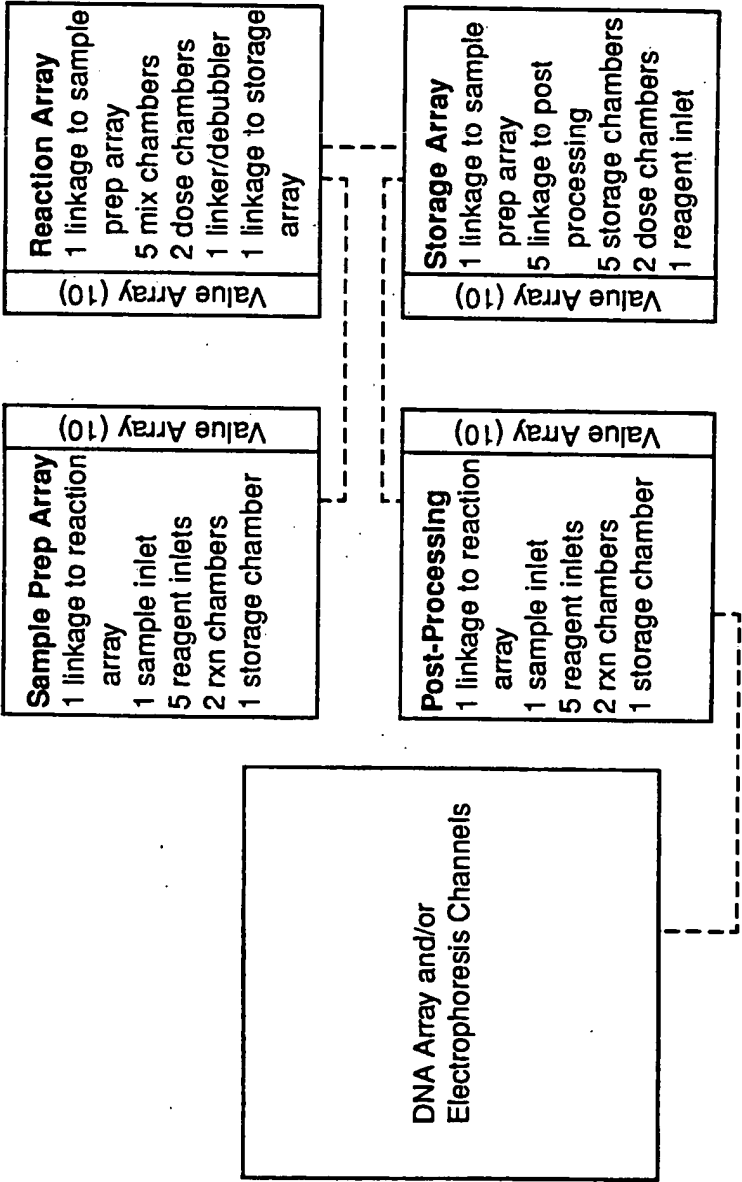 Sample Prep Array
1 linkage to reaction
array
1 sample inlet
5 reagent inlets
2 rxn chambers
1 storage chamber
Value Array (10)
Reaction Array
1 linkage to sample
prep array
5 mix chambers
2 dose chambers
1 linker/debubbler
1 linkage to storage
array
Value Array (10)
DNA Array and/or
Electrophoresis Channels
Post-Processing
1 linkage to reaction
array
1 sample inlet
5 reagent inlets
2 rxn chambers
1 storage chamber
Value Array (10)
Storage Array
1 linkage to sample
prep array
5 linkage to post
processing
5 storage chambers
2 dose chambers
1 reagent inlet
Value Array (10)